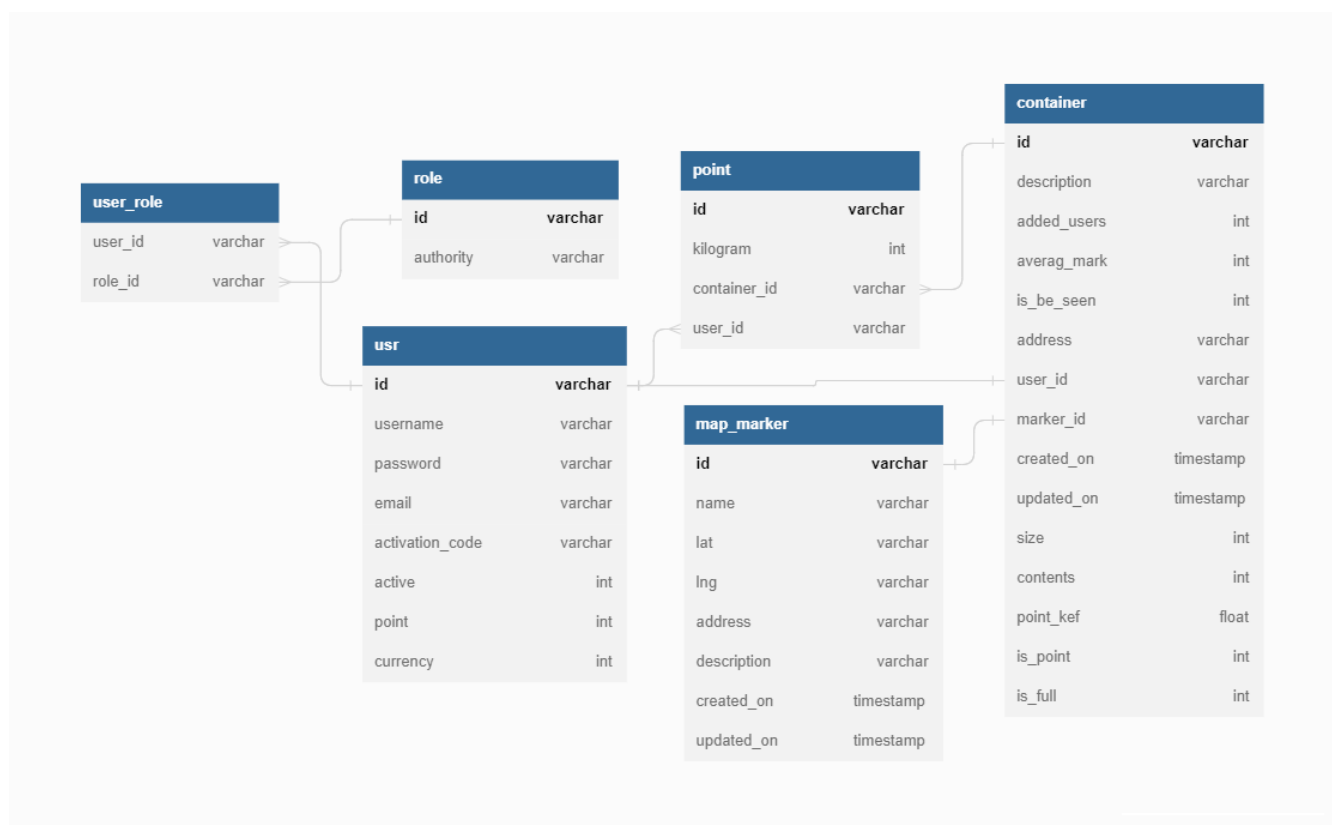 user_role
user_id varchar
role_id varchar
role
id varchar
authority varchar
usr
id varchar
username varchar
password varchar
email varchar
activation_code varchar
active int
point int
currency int
point
id varchar
kilogram int
container_id varchar
user_id varchar
map_marker
id varchar
name varchar
lat varchar
lng varchar
address varchar
description varchar
created_on timestamp
updated_on timestamp
container
id varchar
description varchar
added_users int
averag_mark int
is_be_seen int
address varchar
user_id varchar
marker_id varchar
created_on timestamp
updated_on timestamp
size int
contents int
point_kef float
is_point int
is_full int